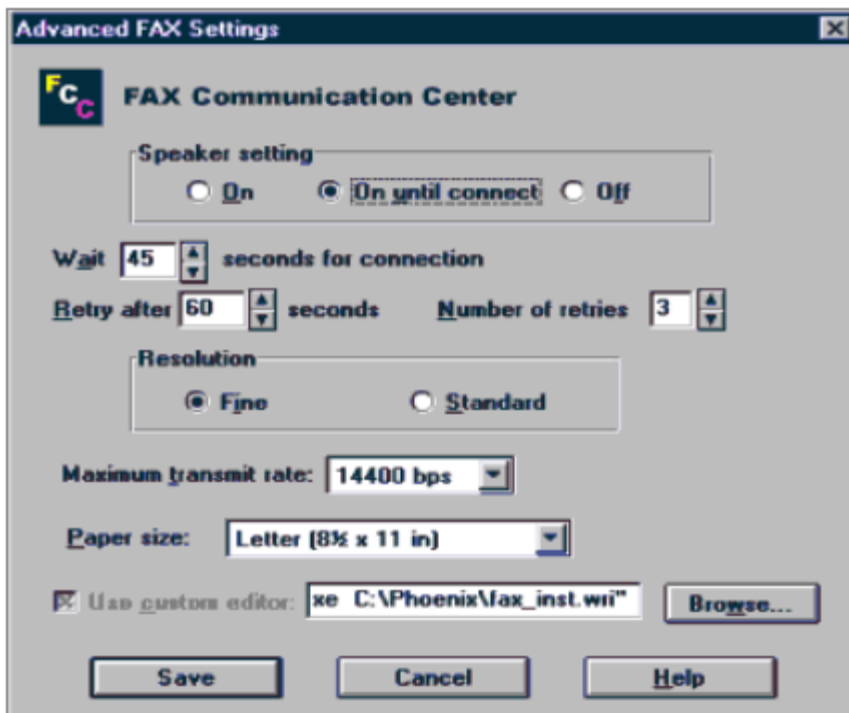 Advanced FAX Settings
FCC
FAX Communication Center
Speaker setting
On On until connect Off
Wait 45 seconds for connection
Retry after 60 seconds Number of retries 3
Resolution
Fine Standard
Maximum transmit rate: 14400 bps
Paper size: Letter (8½ x 11 in)
Use custom editor: xe C:\Phoenix\fax_inst.wri" Browse...
Save Cancel Help